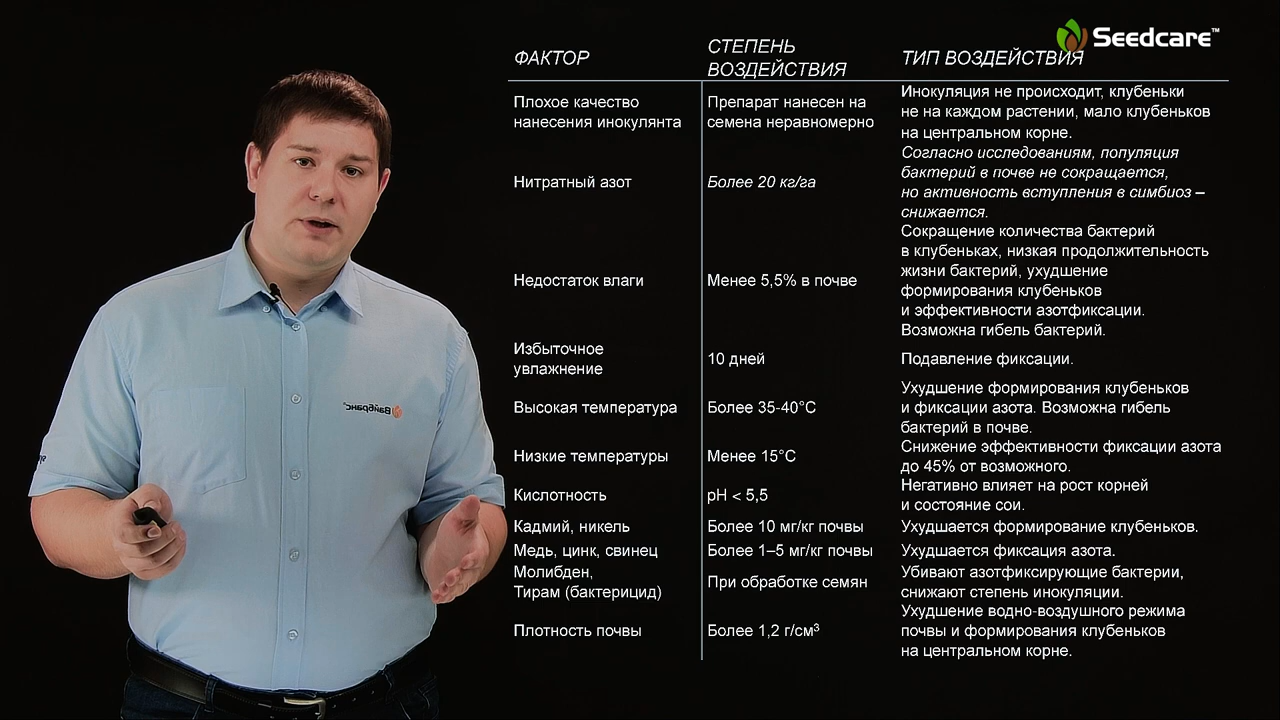 Seedcare™
ФАКТОР
СТЕПЕНЬ
ВОЗДЕЙСТВИЯ
ТИП ВОЗДЕЙСТВИЯ
Плохое качество
нанесения инокулянта
Препарат нанесен на
семена неравномерно
Инокуляция не происходит, клубеньки
не на каждом растении, мало клубеньков
на центральном корне.
Нитратный азот
Более 20 кг/га
Согласно исследованиям, популяция
бактерий в почве не сокращается,
но активность вступления в симбиоз –
снижается.
Недостаток влаги
Менее 5,5% в почве
Сокращение количества бактерий
в клубеньках, низкая продолжительность
жизни бактерий, ухудшение
формирования клубеньков
и эффективности азотфиксации.
Возможна гибель бактерий.
Избыточное
увлажнение
10 дней
Подавление фиксации.
Высокая температура
Более 35-40°С
Ухудшение формирования клубеньков
и фиксации азота. Возможна гибель
бактерий в почве.
Низкие температуры
Менее 15°С
Снижение эффективности фиксации азота
до 45% от возможного.
Кислотность
рН < 5,5
Негативно влияет на рост корней
и состояние сои.
Кадмий, никель
Более 10 мг/кг почвы
Ухудшается формирование клубеньков.
Медь, цинк, свинец
Более 1–5 мг/кг почвы
Ухудшается фиксация азота.
Молибден,
Тирам (бактерицид)
При обработке семян
Убивают азотфиксирующие бактерии,
снижают степень инокуляции.
Плотность почвы
Более 1,2 г/см³
Ухудшение водно-воздушного режима
почвы и формирования клубеньков
на центральном корне.
Вайбранс®